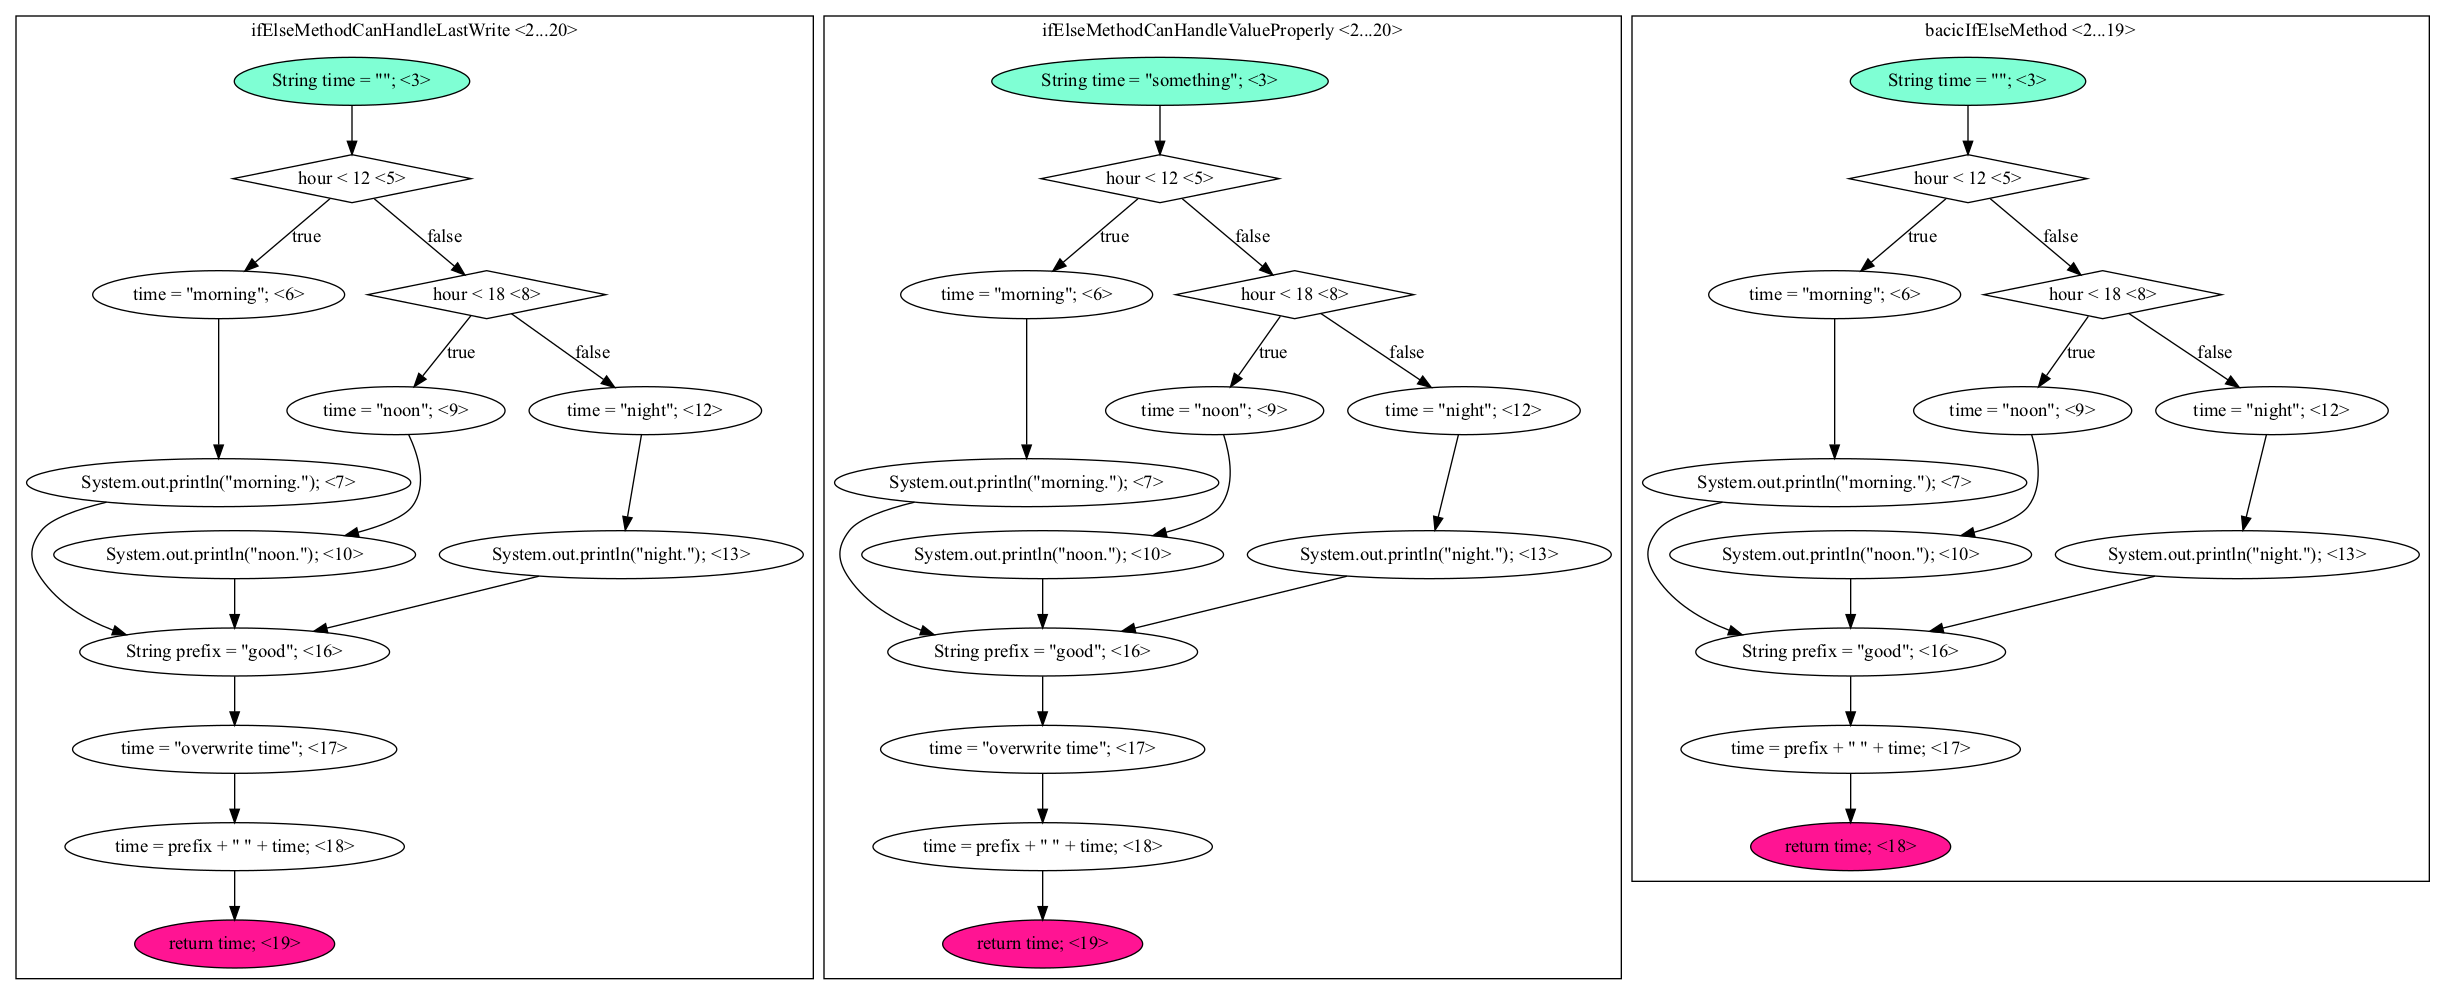 ifElseMethodCanHandleLastWrite <2...20>
String time = ""; <3>
hour < 12 <5>
true
false
time = "morning"; <6>
hour < 18 <8>
true
false
time = "noon"; <9>
time = "night"; <12>
System.out.println("morning."); <7>
System.out.println("noon."); <10>
System.out.println("night."); <13>
String prefix = "good"; <16>
time = "overwrite time"; <17>
time = prefix + " " + time; <18>
return time; <19>
ifElseMethodCanHandleValueProperly <2...20>
String time = "something"; <3>
hour < 12 <5>
true
false
time = "morning"; <6>
hour < 18 <8>
true
false
time = "noon"; <9>
time = "night"; <12>
System.out.println("morning."); <7>
System.out.println("noon."); <10>
System.out.println("night."); <13>
String prefix = "good"; <16>
time = "overwrite time"; <17>
time = prefix + " " + time; <18>
return time; <19>
bacicIfElseMethod <2...19>
String time = ""; <3>
hour < 12 <5>
true
false
time = "morning"; <6>
hour < 18 <8>
true
false
time = "noon"; <9>
time = "night"; <12>
System.out.println("morning."); <7>
System.out.println("noon."); <10>
System.out.println("night."); <13>
String prefix = "good"; <16>
time = prefix + " " + time; <17>
return time; <18>